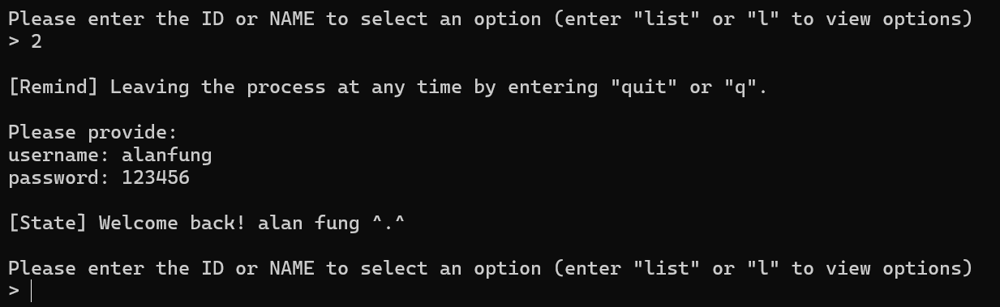 Please enter the ID or NAME to select an option (enter "list" or "l" to view options)
> 2
[Remind] Leaving the process at any time by entering "quit" or "q".
Please provide:
username: alanfung
password: 123456
[State] Welcome back! alan fung ^.^
Please enter the ID or NAME to select an option (enter "list" or "l" to view options)
>